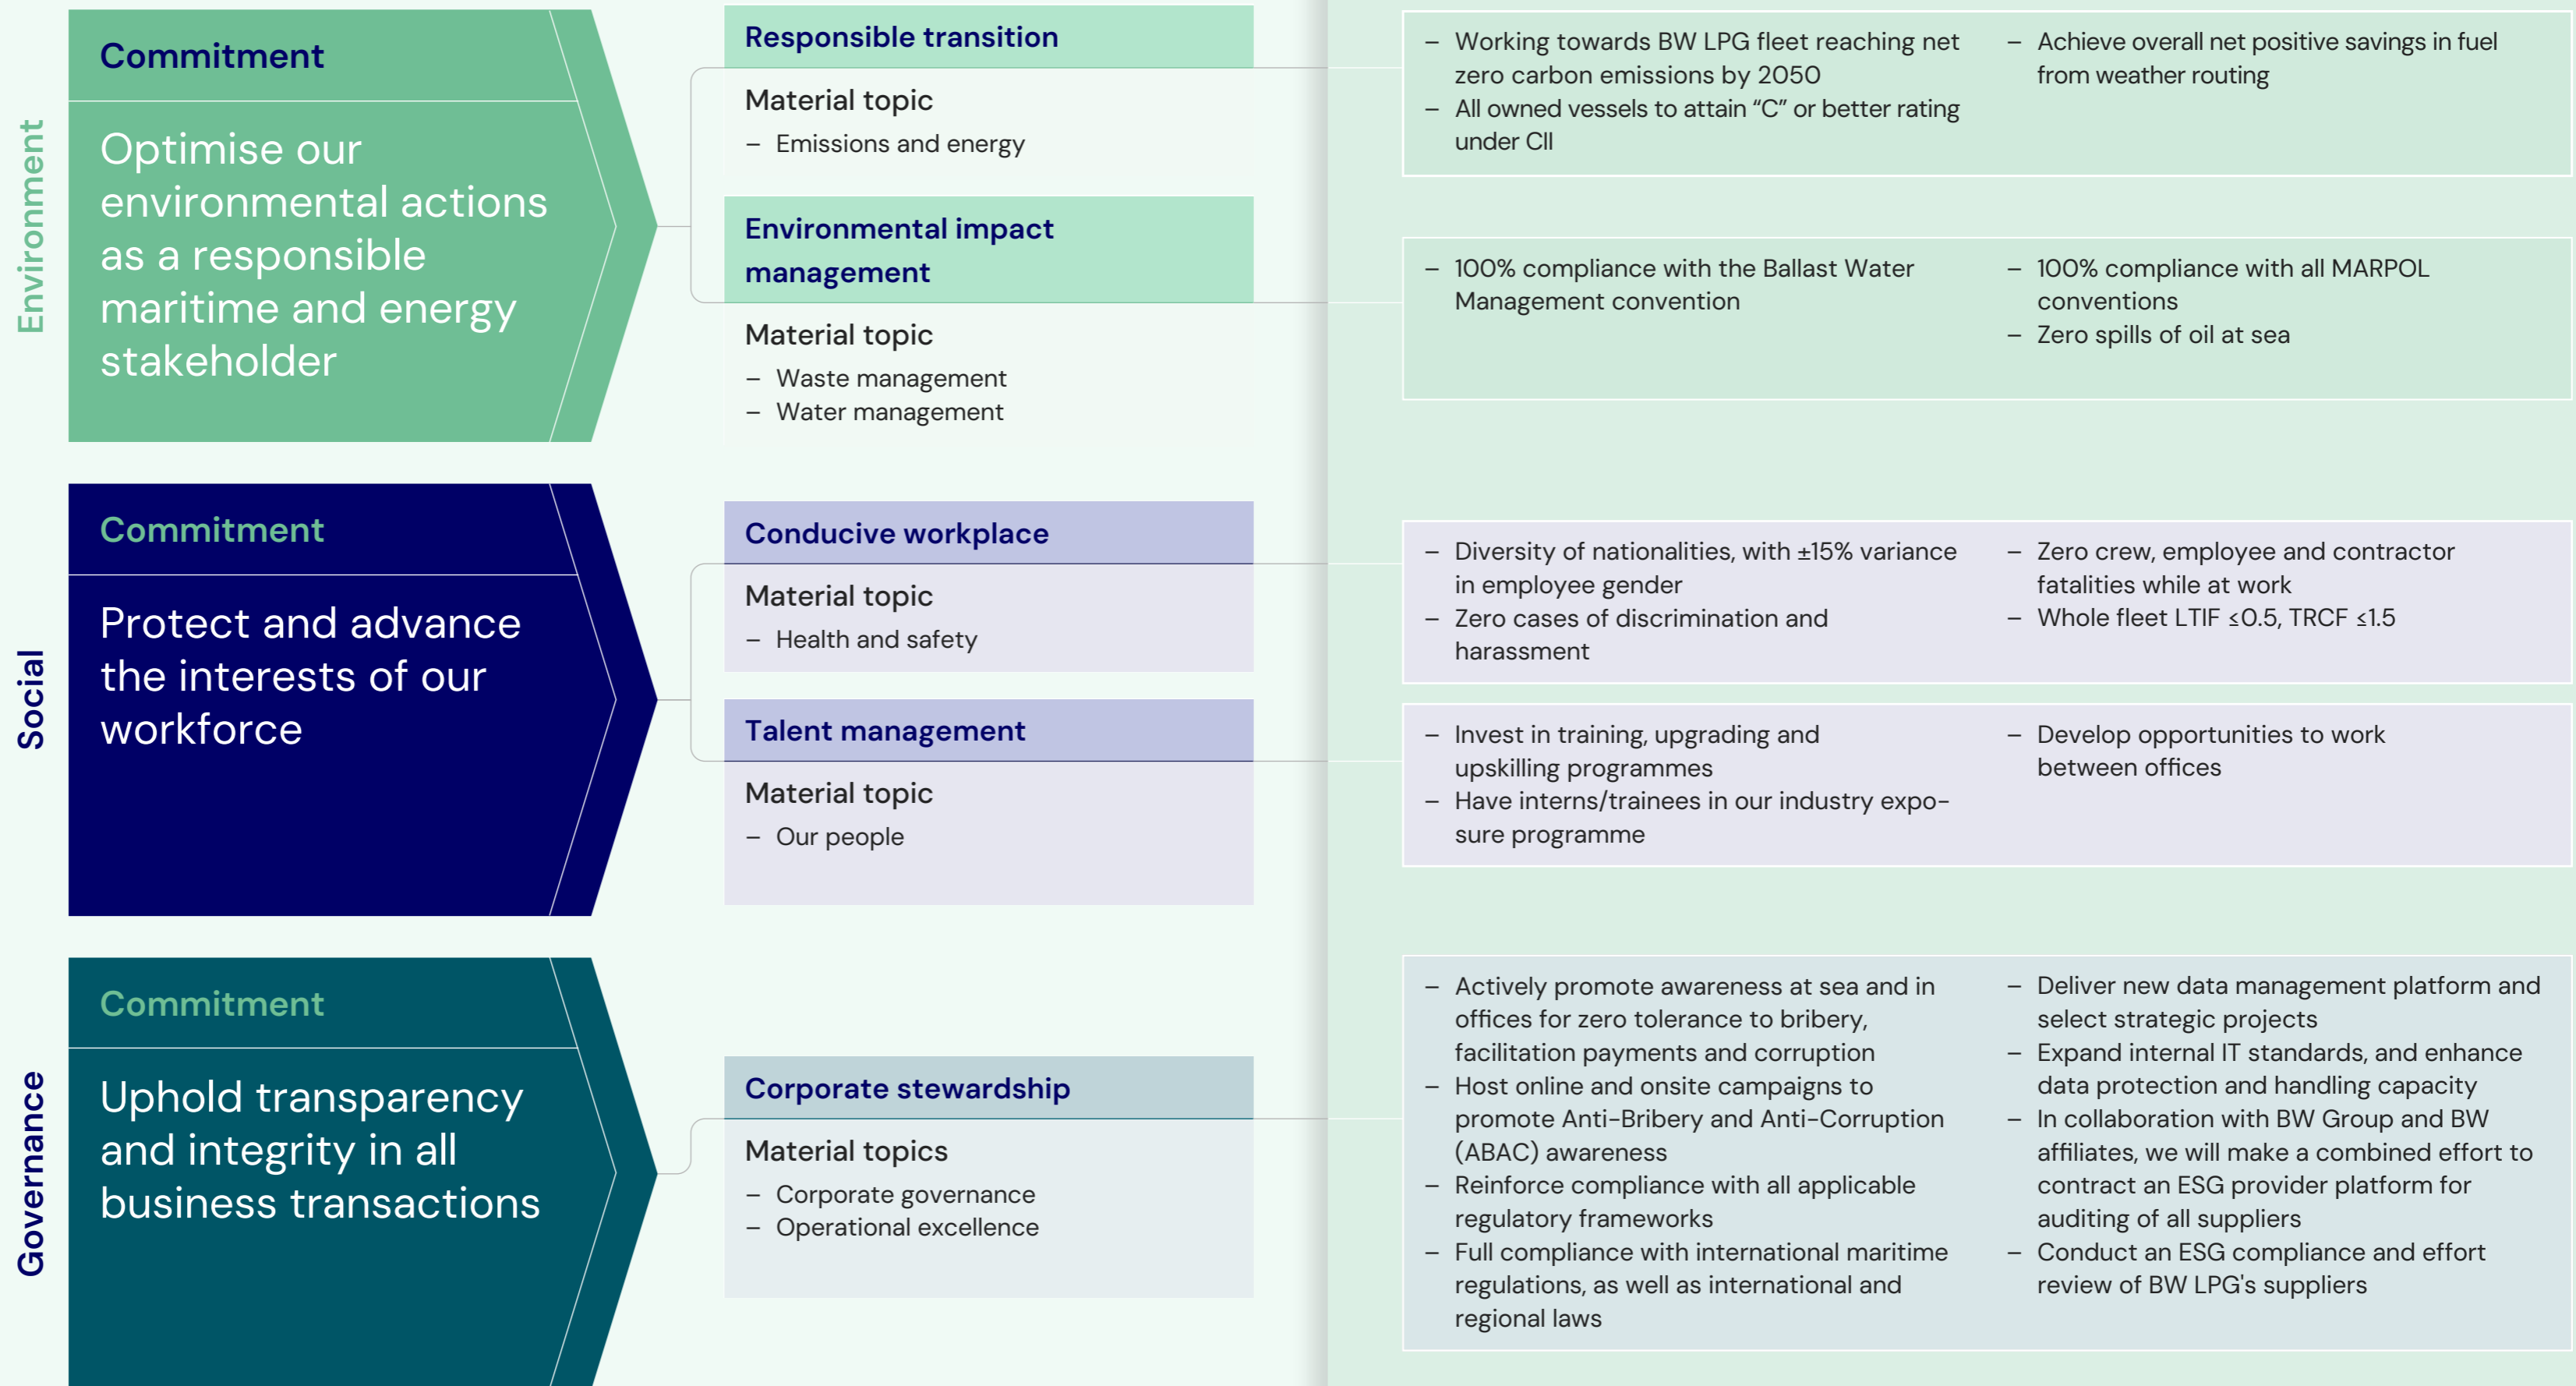 Environment
Commitment
Optimise our
environmental actions
as a responsible
maritime and energy
stakeholder
Responsible transition
Material topic
– Emissions and energy
– Working towards BW LPG fleet reaching net
zero carbon emissions by 2050
– All owned vessels to attain “C” or better rating
under CII
– Achieve overall net positive savings in fuel
from weather routing
Environmental impact
management
Material topic
– Waste management
– Water management
– 100% compliance with the Ballast Water
Management convention
– 100% compliance with all MARPOL
conventions
– Zero spills of oil at sea
Social
Commitment
Protect and advance
the interests of our
workforce
Conducive workplace
Material topic
– Health and safety
– Diversity of nationalities, with ±15% variance
in employee gender
– Zero cases of discrimination and
harassment
– Zero crew, employee and contractor
fatalities while at work
– Whole fleet LTIF ≤0.5, TRCF ≤1.5
Talent management
Material topic
– Our people
– Invest in training, upgrading and
upskilling programmes
– Have interns/trainees in our industry expo-
sure programme
– Develop opportunities to work
between offices
Governance
Commitment
Uphold transparency
and integrity in all
business transactions
Corporate stewardship
Material topics
– Corporate governance
– Operational excellence
– Actively promote awareness at sea and in
offices for zero tolerance to bribery,
facilitation payments and corruption
– Host online and onsite campaigns to
promote Anti-Bribery and Anti-Corruption
(ABAC) awareness
– Reinforce compliance with all applicable
regulatory frameworks
– Full compliance with international maritime
regulations, as well as international and
regional laws
– Deliver new data management platform and
select strategic projects
– Expand internal IT standards, and enhance
data protection and handling capacity
– In collaboration with BW Group and BW
affiliates, we will make a combined effort to
contract an ESG provider platform for
auditing of all suppliers
– Conduct an ESG compliance and effort
review of BW LPG's suppliers